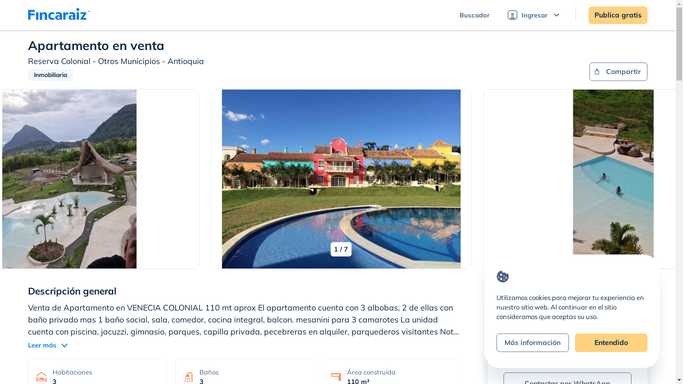 Fincaraiz
Buscador
Ingresar
Publica gratis
Apartamento en venta
Reserva Colonial - Otros Municipios - Antioquia
Inmobiliaria
Compartir
1 / 7
Descripción general
Venta de Apartamento en VENECIA COLONIAL 110 mt aprox El apartamento cuenta con 3 albobas, 2 de ellas con
baño privado mas 1 baño social, sala, comedor, cocina integral, balcon. mesanini para 3 camarotes La unidad
cuenta con piscina, jacuzzi, gimnasio, parques, capilla privada, pecebreras en alquiler, parquederos visitantes Not...
Leer más
Habitaciones
3
Baños
3
Área construida
110 m²
Utilizamos cookies para mejorar tu experiencia en
nuestro sitio web. Al continuar en el sitio
consideramos que aceptas su uso.
Más información
Entendido
Contactar por WhatsApp